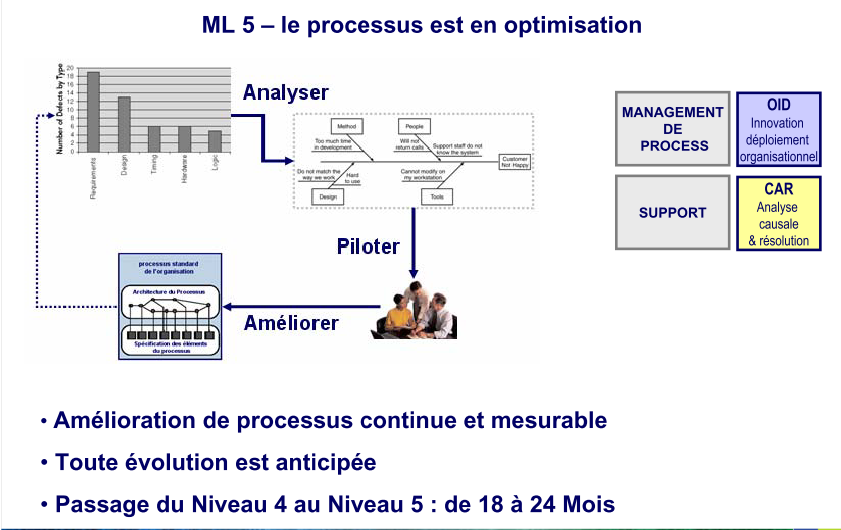 ML 5 – le processus est en optimisation
Number of Defects by Type
20
18
16
14
12
10
8
6
4
2
0
Requirements
Design
Timing
Hardware
Logic
Analyser
Method
People
Too much time
in development
Will not
return calls
Support staff do not
know the system
Customer
Not Happy
Do not match the
way we work
Hard
to use
Cannot modify on
my workstation
Design
Tools
MANAGEMENT
DE
PROCESS
OID
Innovation
déploiement
organisationnel
SUPPORT
CAR
Analyse
causale
& résolution
Piloter
processus standard
de l'organisation
Architecture du Processus
Spécification des éléments
du processus
Améliorer
• Amélioration de processus continue et mesurable
• Toute évolution est anticipée
• Passage du Niveau 4 au Niveau 5 : de 18 à 24 Mois